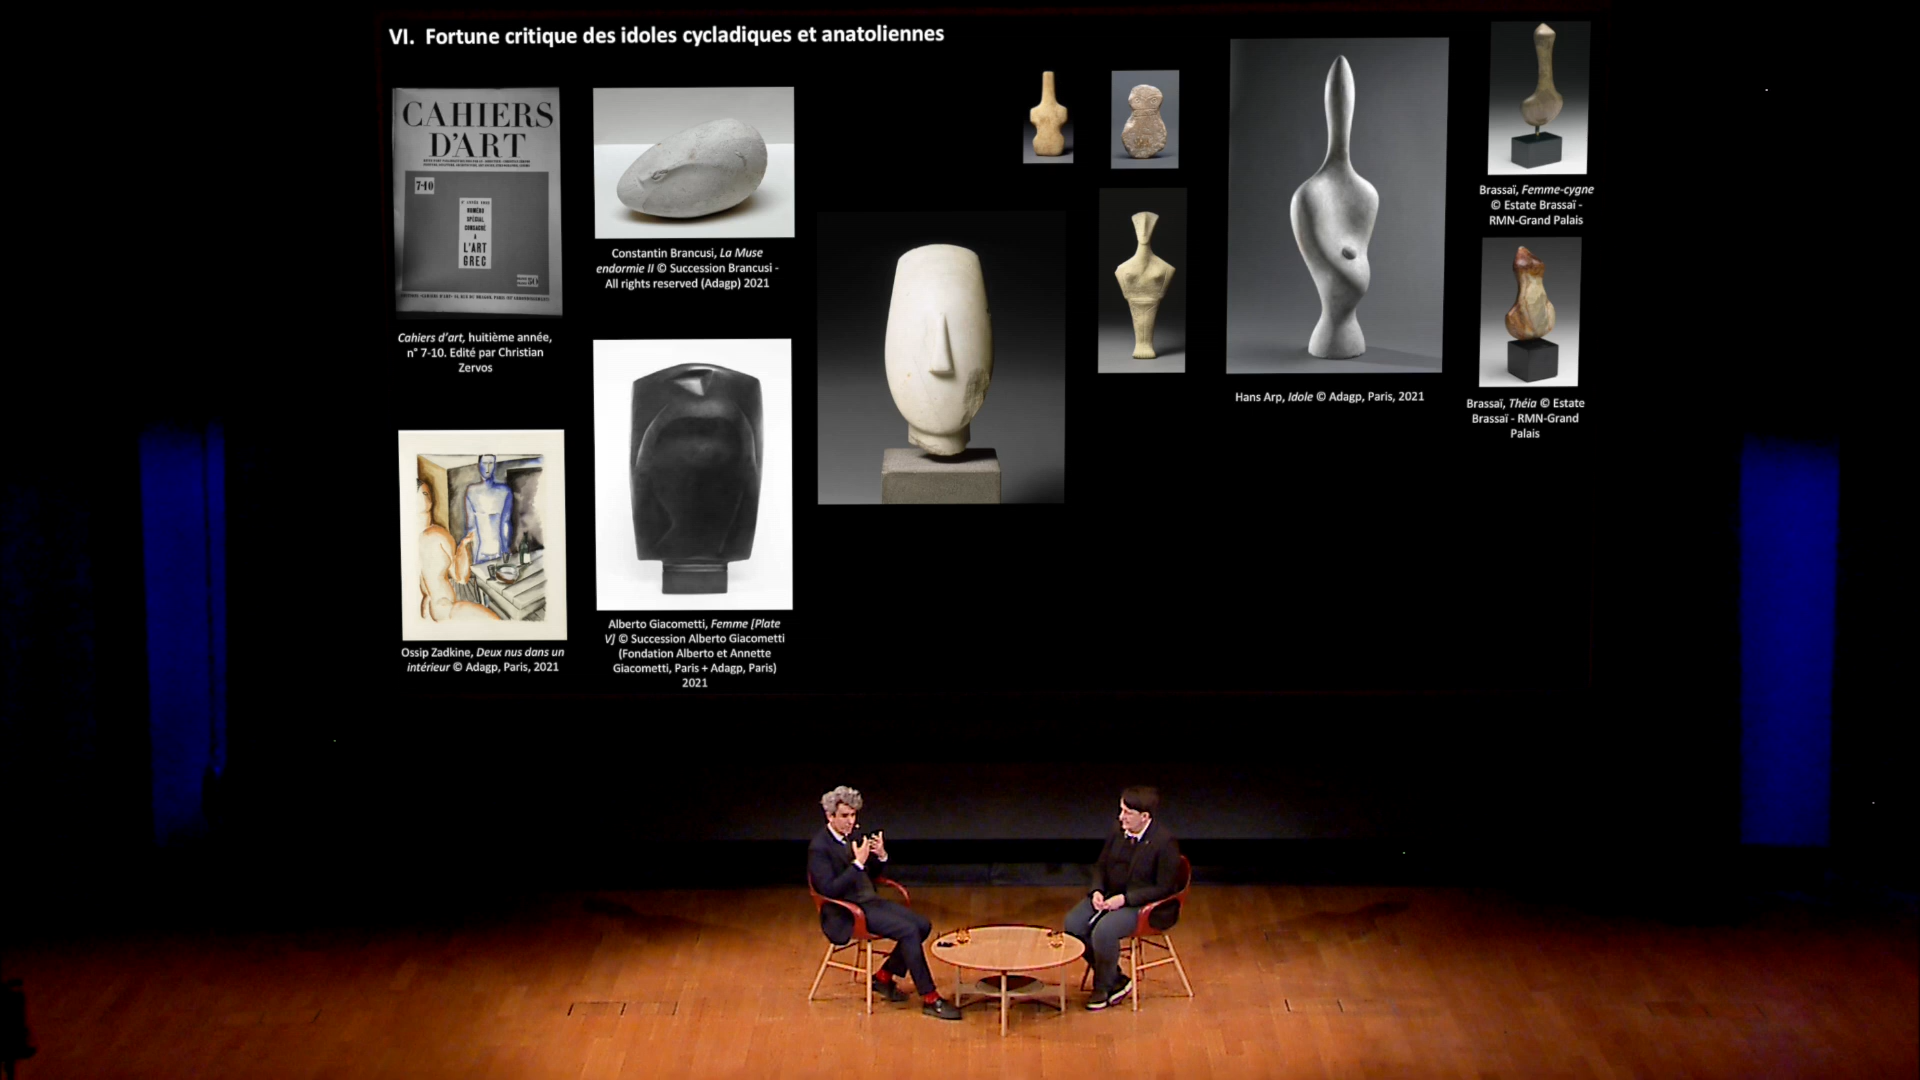 VI. Fortune critique des idoles cycladiques et anatoliennes
CAHIERS
D'ART
7-10
NUMÉRO
SPÉCIAL
CONSACRÉ
À
L'ART
GREC
Cahiers d'art, huitième année,
n° 7-10. Edité par Christian
Zervos
Ossip Zadkine, Deux nus dans un
intérieur © Adagp, Paris, 2021
Constantin Brancusi, La Muse
endormie II © Succession Brancusi -
All rights reserved (Adagp) 2021
Alberto Giacometti, Femme [Plate
V] © Succession Alberto Giacometti
(Fondation Alberto et Annette
Giacometti, Paris + Adagp, Paris)
2021
Hans Arp, Idole © Adagp, Paris, 2021
Brassaï, Femme-cygne
© Estate Brassaï -
RMN-Grand Palais
Brassaï, Théia © Estate
Brassaï - RMN-Grand
Palais